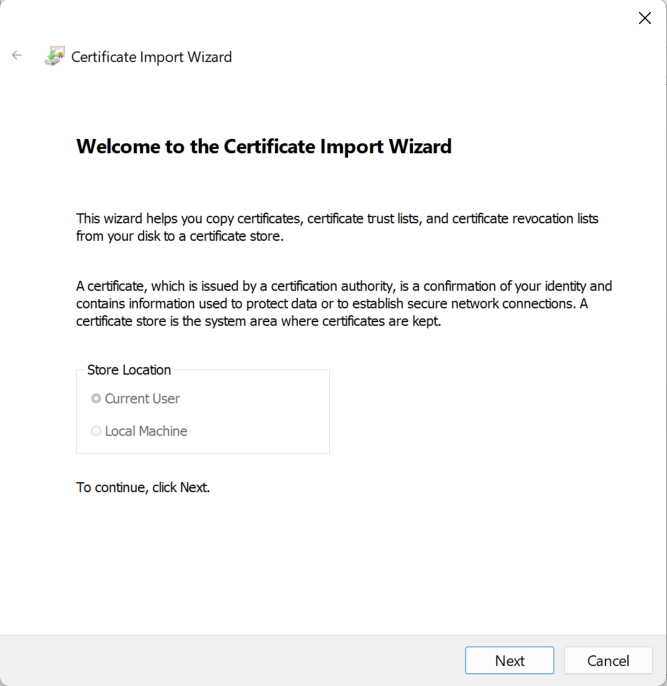 Certificate Import Wizard
Welcome to the Certificate Import Wizard
This wizard helps you copy certificates, certificate trust lists, and certificate revocation lists
from your disk to a certificate store.
A certificate, which is issued by a certification authority, is a confirmation of your identity and
contains information used to protect data or to establish secure network connections. A
certificate store is the system area where certificates are kept.
Store Location
Current User
Local Machine
To continue, click Next.
Next
Cancel